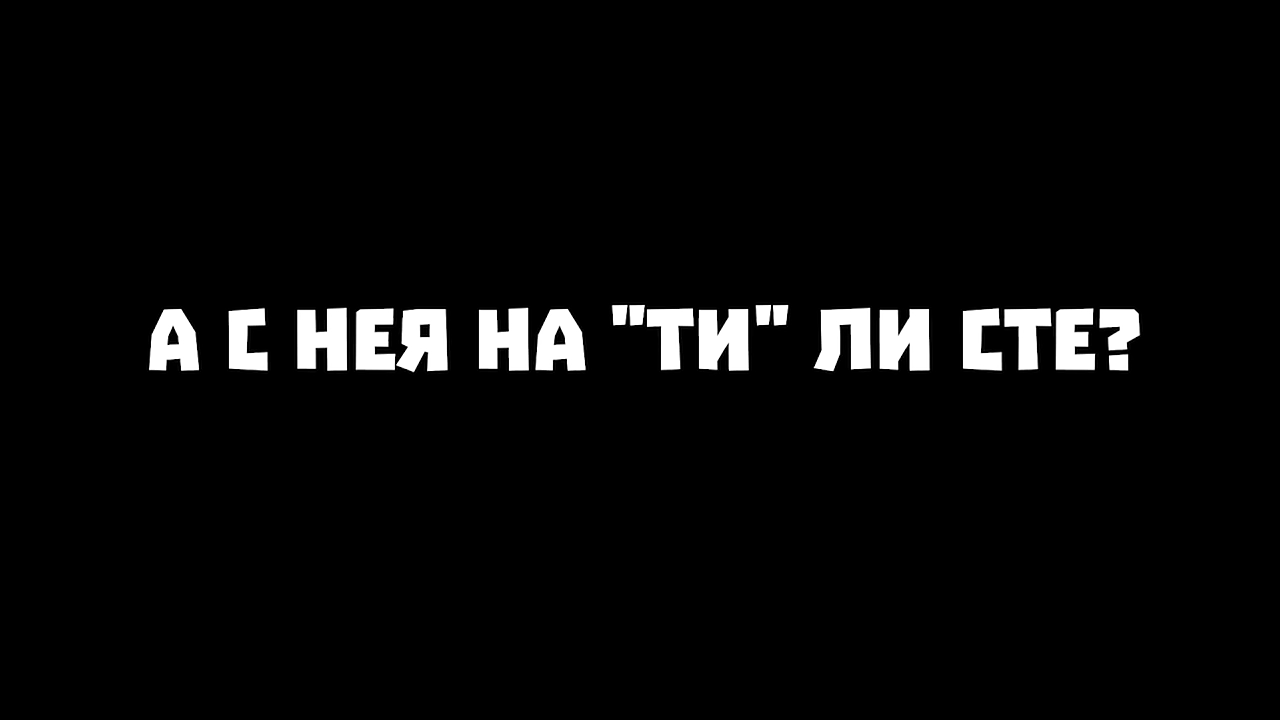 А С НЕЯ НА "ТИ" ЛИ СТЕ?